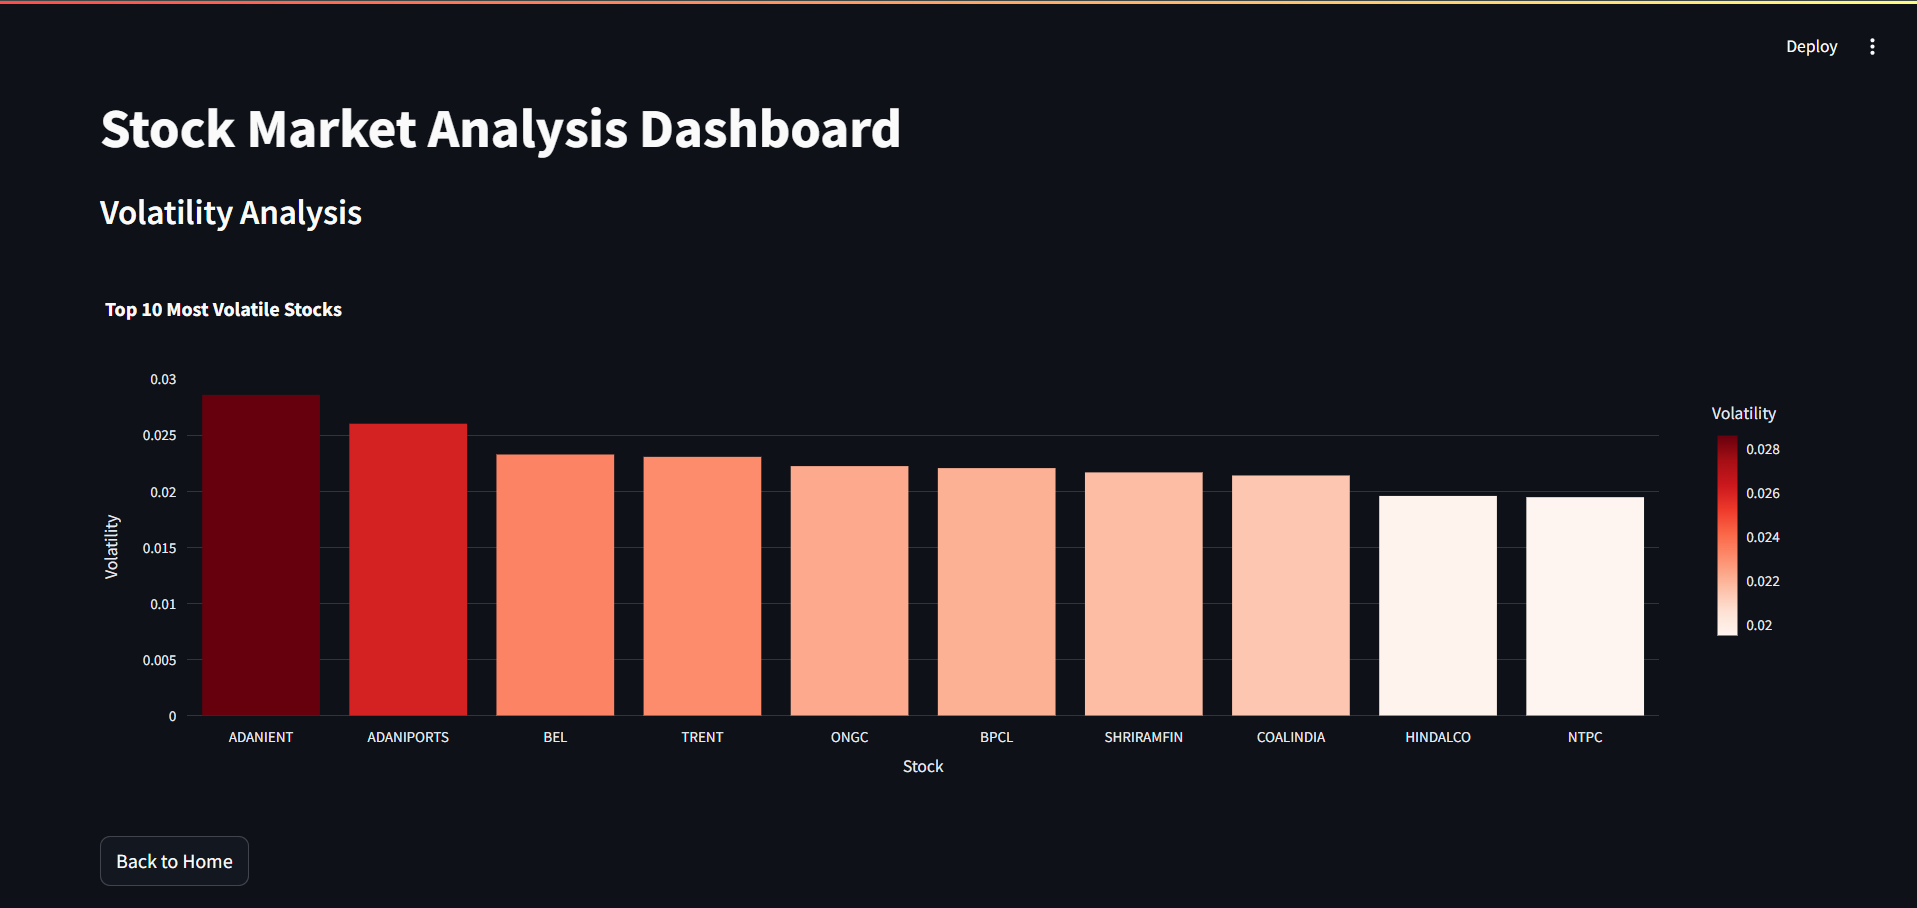 Deploy
Stock Market Analysis Dashboard
Volatility Analysis
Top 10 Most Volatile Stocks
0.03
0.025
0.02
0.015
0.01
0.005
0
Volatility
ADANIENT ADANIPORTS BEL TRENT ONGC BPCL SHRIRAMFIN COALINDIA HINDALCO NTPC
Stock
Volatility
0.028
0.026
0.024
0.022
0.02
Back to Home